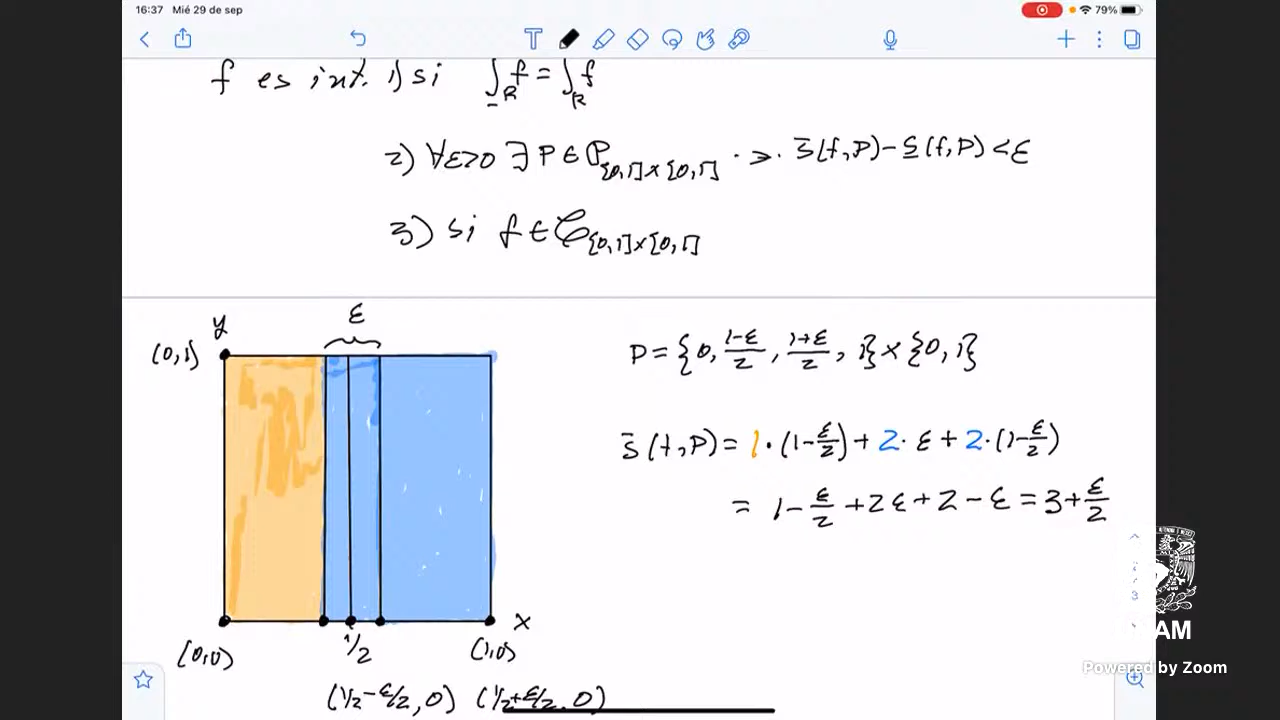 16:37 Mié 29 de sep
79%
f es int. 1) si ∫_R f = ∫_R f
2) ∀ε>0 ∃ P ∈ P_{[0,1]×[0,1]} ·>· S̄(f,P) - S̲(f,P) < ε
3) si f ∈ C_{[0,1]×[0,1]}
ε
y
(0,1)
P = {0, (1-ε)/2, (1+ε)/2, 1} × {0, 1}
S̄(f,P) = 1·(1-ε/2) + 2·ε + 2·(1-ε/2)
= 1 - ε/2 + 2ε + 2 - ε = 3 + ε/2
x
1/2
(0,0)
(1,0)
(1/2-ε/2, 0) (1/2+ε/2, 0)
Powered by Zoom